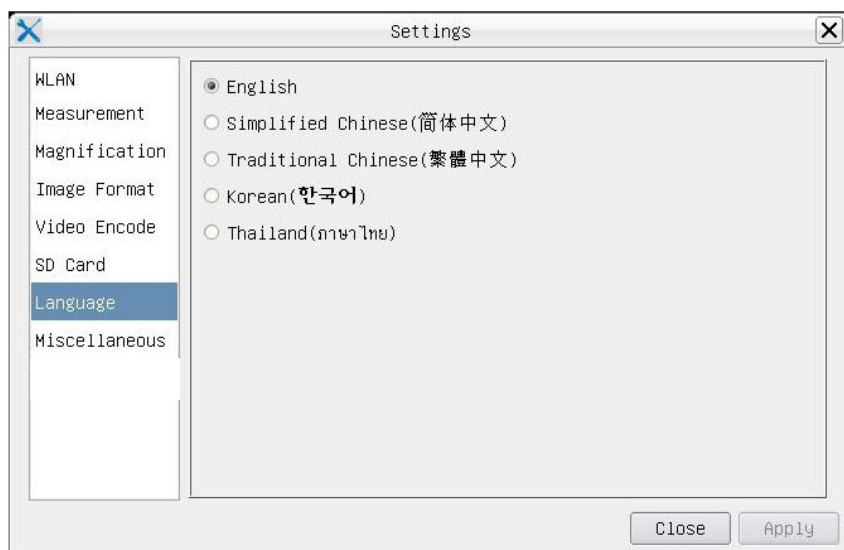 Settings
WLAN
Measurement
Magnification
Image Format
Video Encode
SD Card
Language
Miscellaneous
English
Simplified Chinese(简体中文)
Traditional Chinese(繁體中文)
Korean(한국어)
Thailand(ภาษาไทย)
Close
Apply